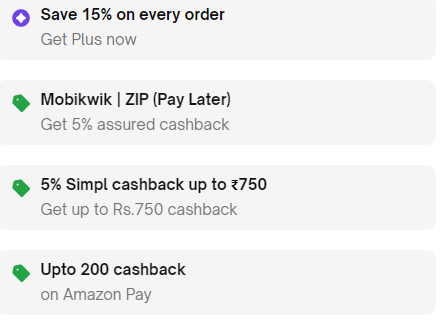 Save 15% on every order
Get Plus now
Mobikwik | ZIP (Pay Later)
Get 5% assured cashback
5% Simpl cashback up to ₹750
Get up to Rs.750 cashback
Upto 200 cashback
on Amazon Pay